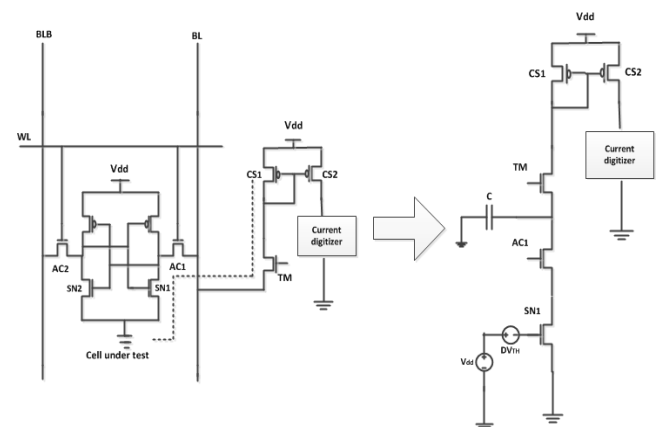 BLB
BL
WL
Vdd
AC2
AC1
SN2
SN1
Cell under test
Vdd
CS1
CS2
Current
digitizer
TM
Vdd
CS1
CS2
Current
digitizer
TM
C
AC1
SN1
DVTH
Vdd